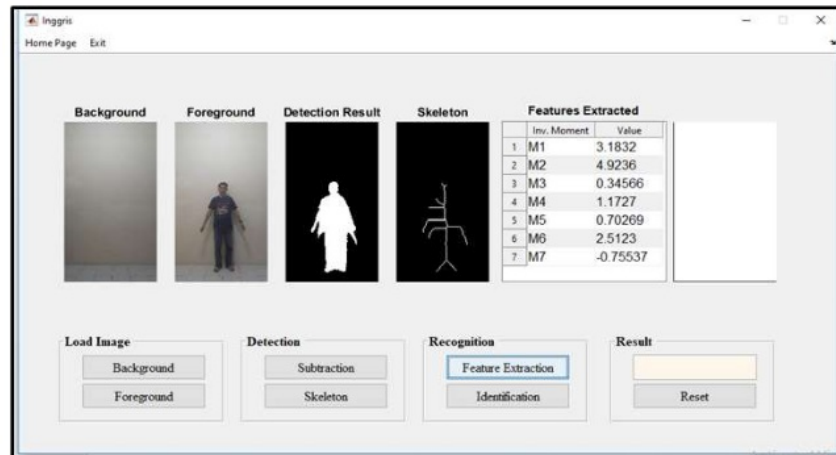 Inggris
Home Page Exit
Background Foreground Detection Result Skeleton Features Extracted
Inv. Moment Value
1 M1 3.1832
2 M2 4.9236
3 M3 0.34566
4 M4 1.1727
5 M5 0.70269
6 M6 2.5123
7 M7 -0.75537
Load Image Detection Recognition Result
Background Subtraction Feature Extraction
Foreground Skeleton Identification Reset